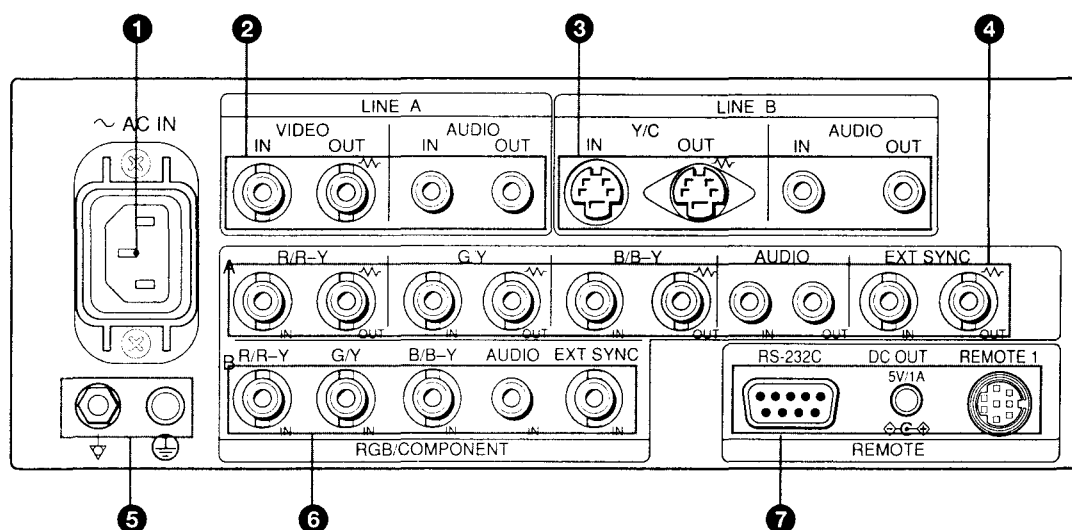 1 2 3 4
LINE A LINE B
∼ AC IN
VIDEO AUDIO Y/C AUDIO
IN OUT IN OUT IN OUT IN OUT
A R/R–Y G Y B/B–Y AUDIO EXT SYNC
IN OUT IN OUT IN OUT IN OUT IN OUT
B R/R–Y G/Y B/B–Y AUDIO EXT SYNC
IN IN IN IN IN
RGB/COMPONENT
RS-232C DC OUT REMOTE 1
5V/1A
REMOTE
5 6 7